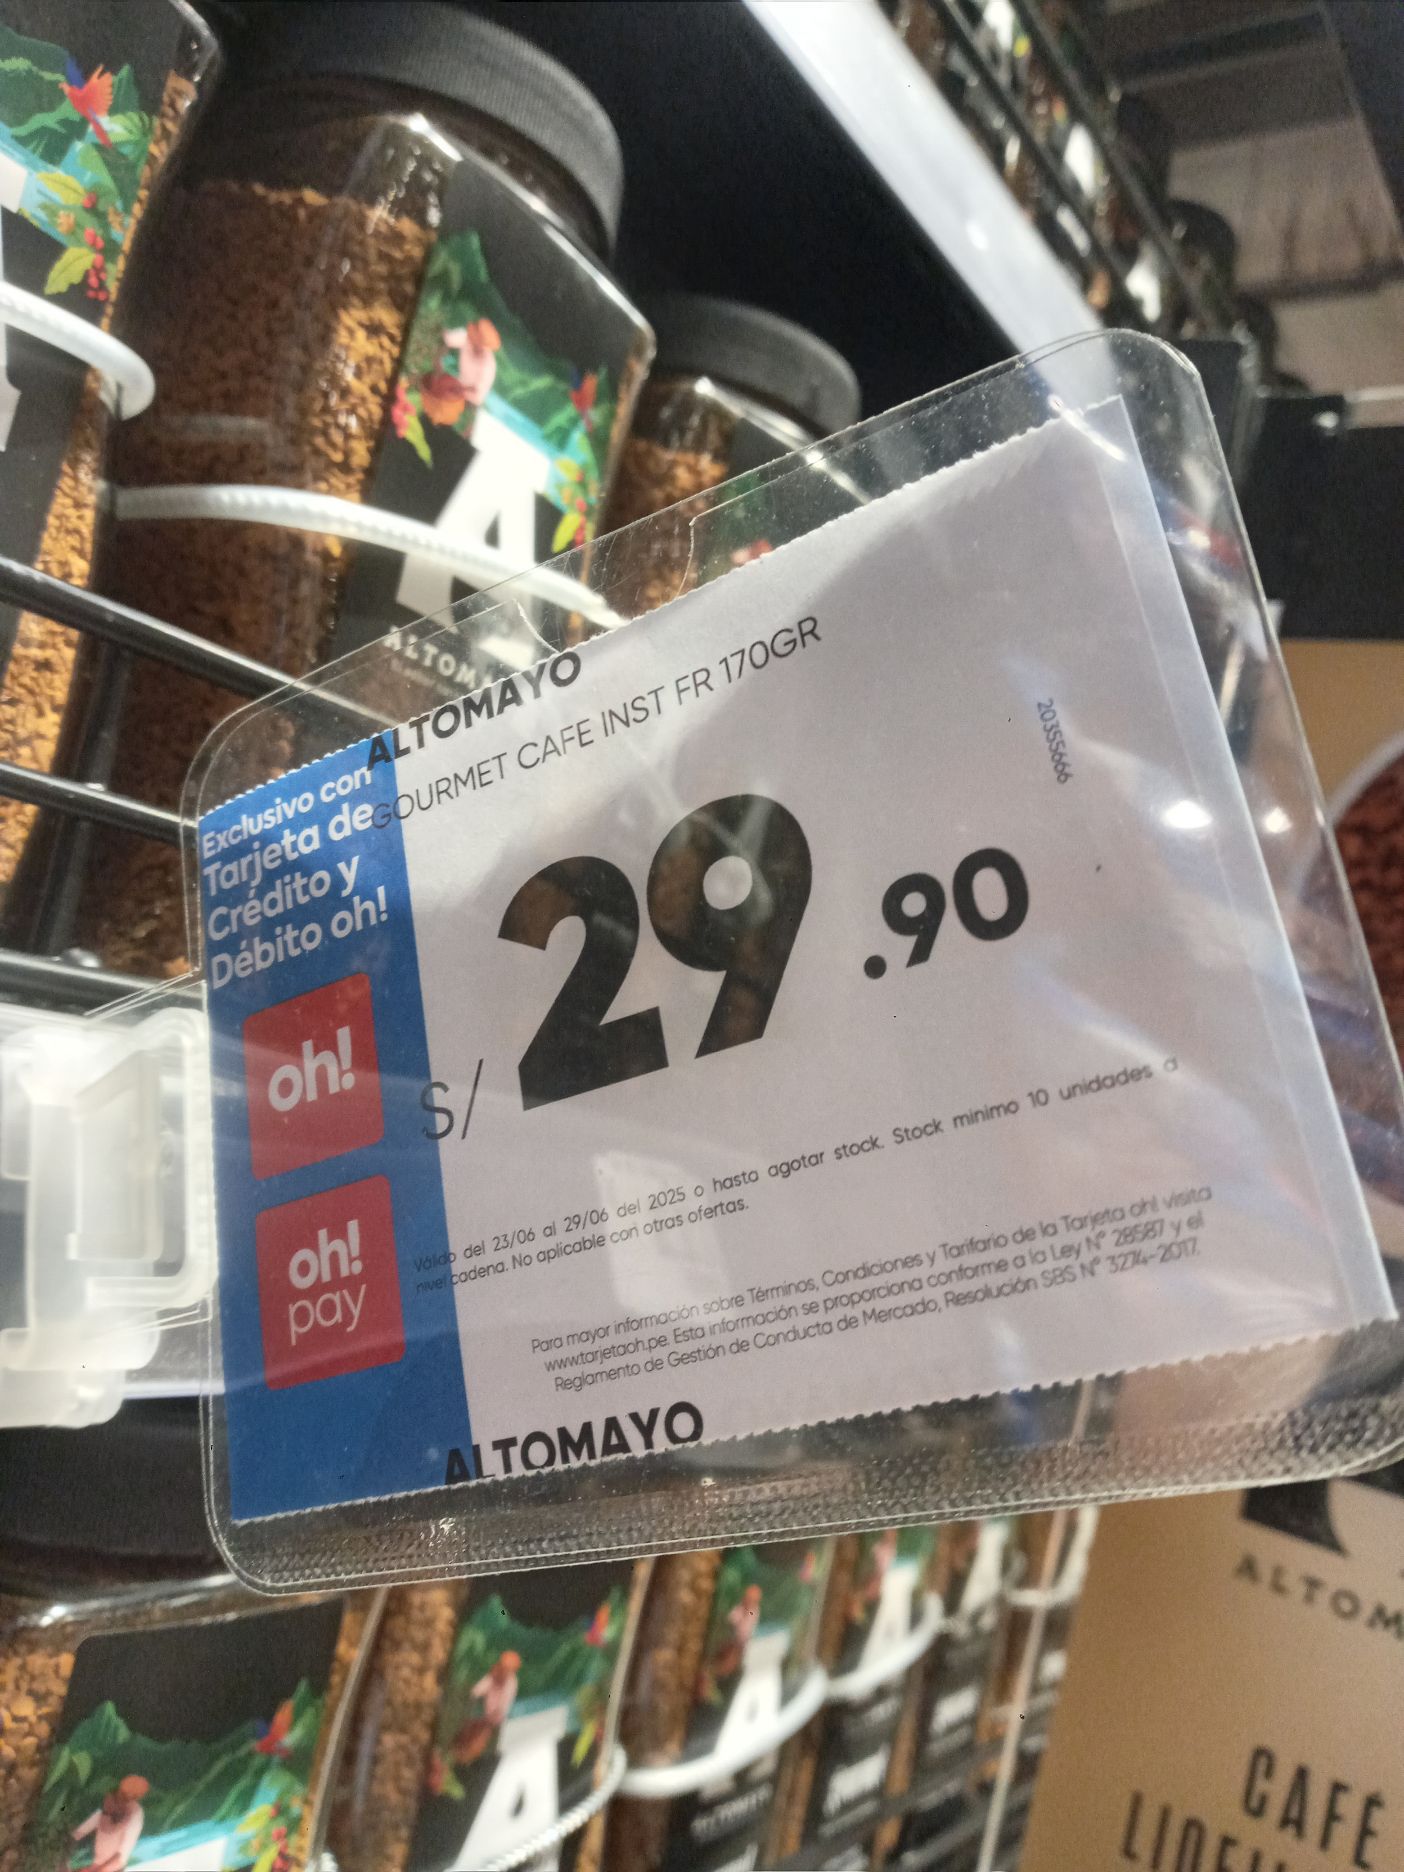 ALTOMAYO
GOURMET CAFE INST FR 170GR
20355666
Exclusivo con
Tarjeta de
Crédito y
Débito oh!
oh!
oh!
pay
S/ 29.90
Válido del 23/06 al 29/06 del 2025 o hasta agotar stock. Stock minimo 10 unidades a
nivel cadena. No aplicable con otras ofertas.
Para mayor información sobre Términos, Condiciones y Tarifario de la Tarjeta oh! visita
www.tarjetaoh.pe. Esta información se proporciona conforme a la Ley N° 28587 y el
Reglamento de Gestión de Conducta de Mercado, Resolución SBS N° 3274-2017.
ALTOMAYO
ALTOM
CAFÉ